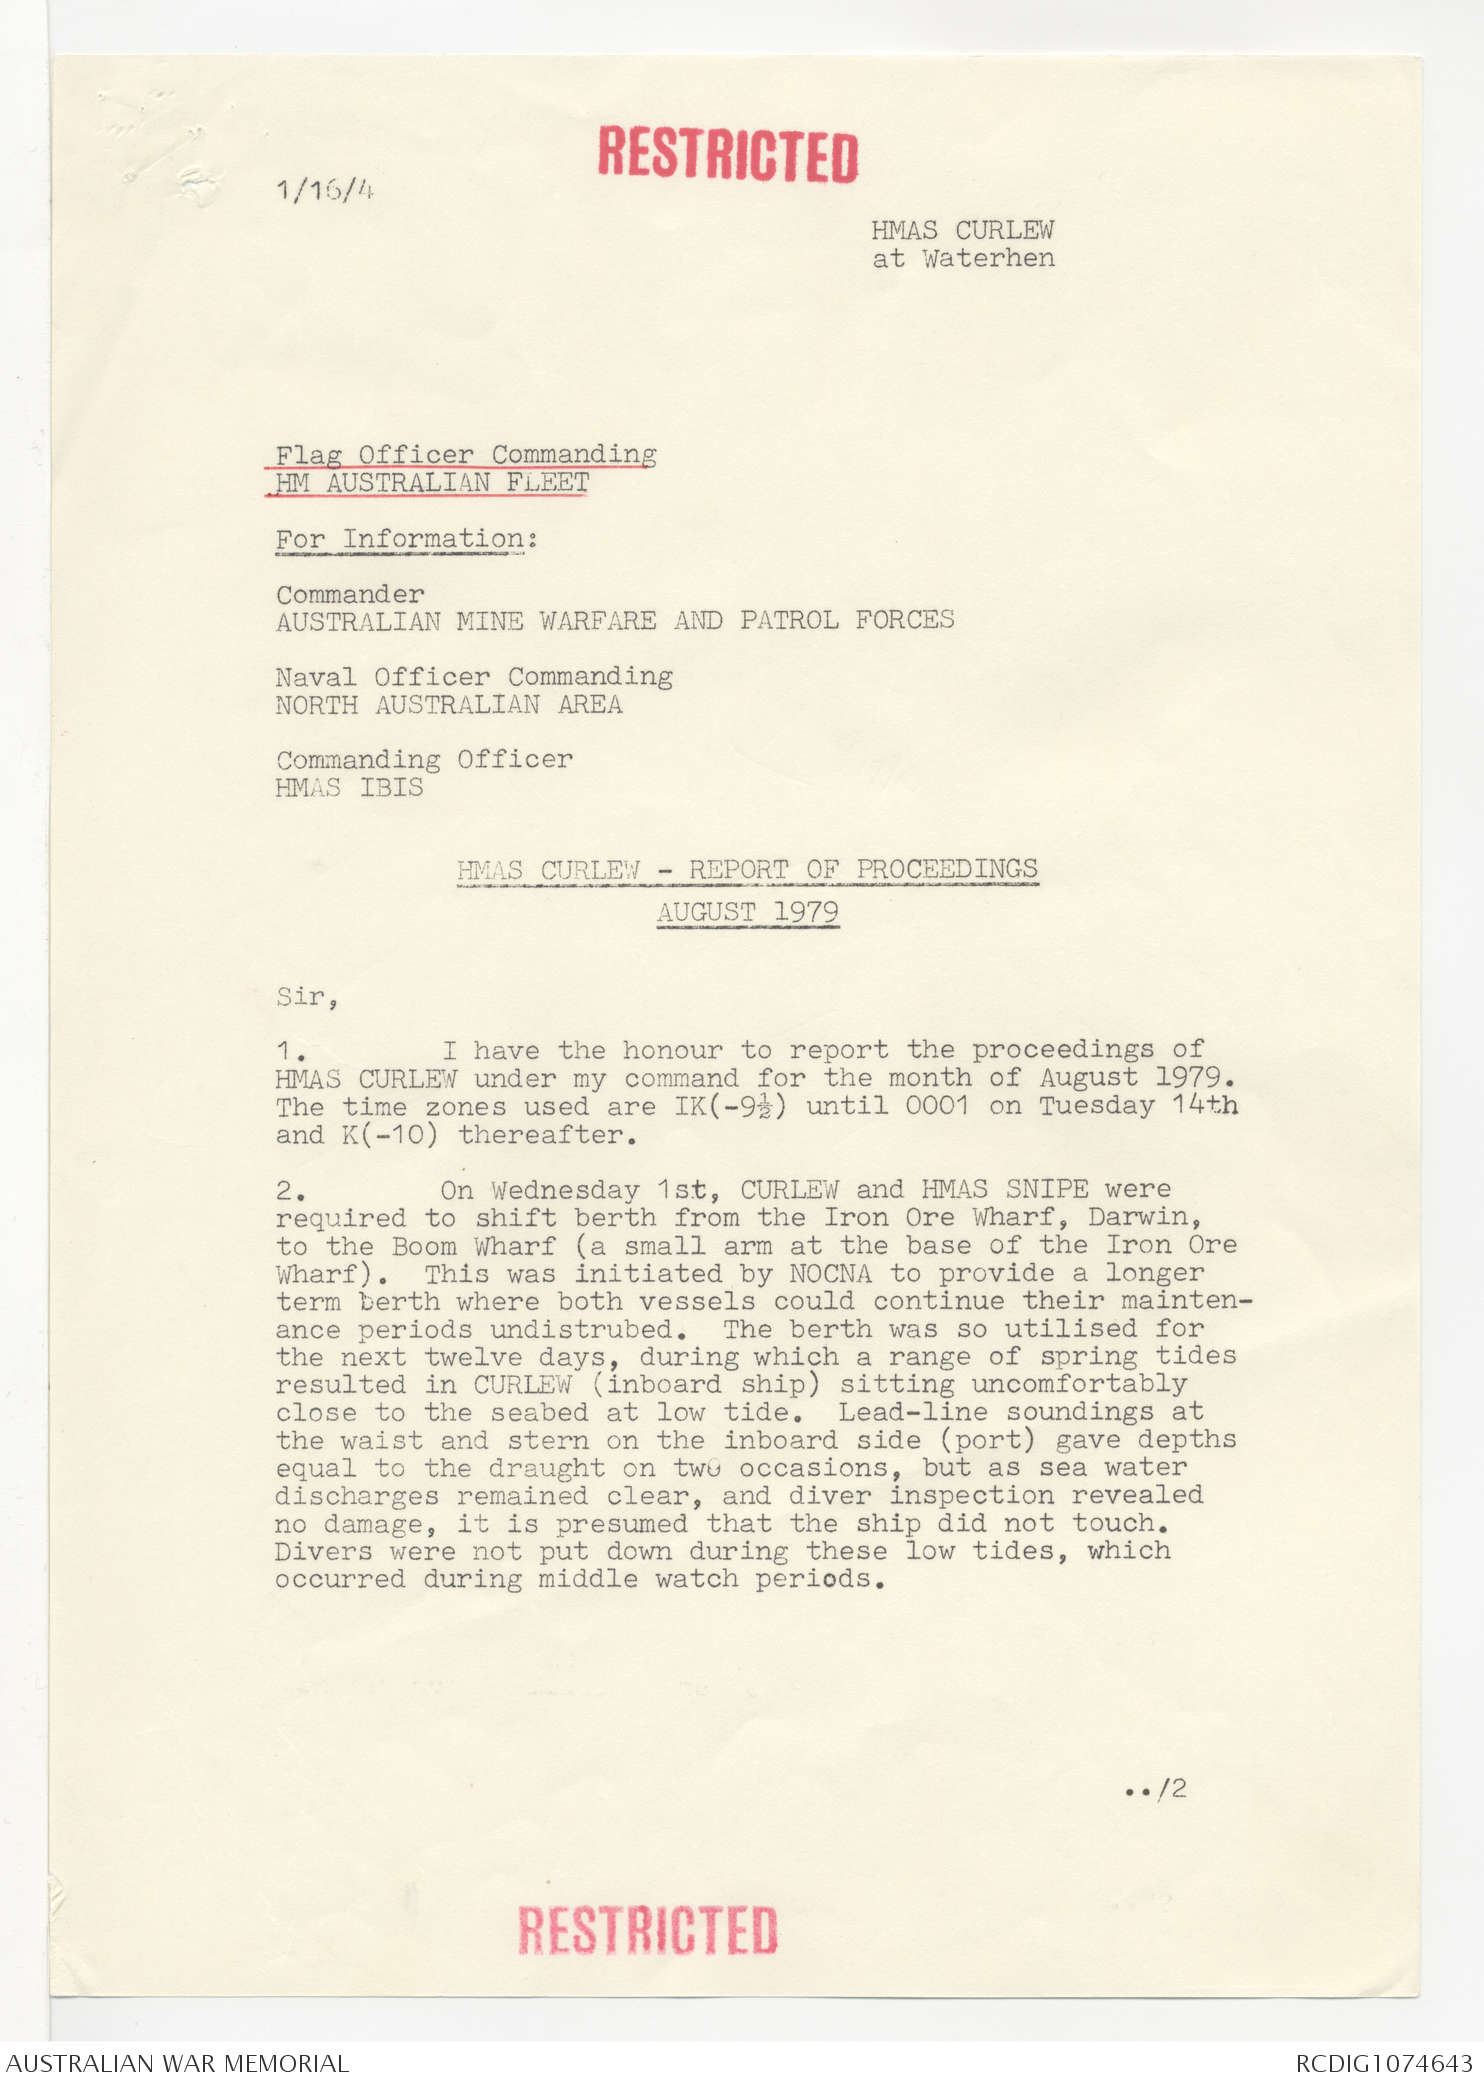 RESTRICTED
1/16/4
HMAS CURLEW
at Waterhen
Flag Officer Commanding
HM AUSTRALIAN FLEET
For Information:
Commander
AUSTRALIAN MINE WARFARE AND PATROL FORCES
Naval Officer Commanding
NORTH AUSTRALIAN AREA
Commanding Officer
HMAS IBIS
HMAS CURLEW - REPORT OF PROCEEDINGS
AUGUST 1979
Sir,
1. I have the honour to report the proceedings of
HMAS CURLEW under my command for the month of August 1979.
The time zones used are IK(-9½) until 0001 on Tuesday 14th
and K(-10) thereafter.
2. On Wednesday 1st, CURLEW and HMAS SNIPE were
required to shift berth from the Iron Ore Wharf, Darwin,
to the Boom Wharf (a small arm at the base of the Iron Ore
Wharf). This was initiated by NOCNA to provide a longer
term berth where both vessels could continue their mainten-
ance periods undistrubed. The berth was so utilised for
the next twelve days, during which a range of spring tides
resulted in CURLEW (inboard ship) sitting uncomfortably
close to the seabed at low tide. Lead-line soundings at
the waist and stern on the inboard side (port) gave depths
equal to the draught on two occasions, but as sea water
discharges remained clear, and diver inspection revealed
no damage, it is presumed that the ship did not touch.
Divers were not put down during these low tides, which
occurred during middle watch periods.
../2
RESTRICTED
AUSTRALIAN WAR MEMORIAL
RCDIG1074643